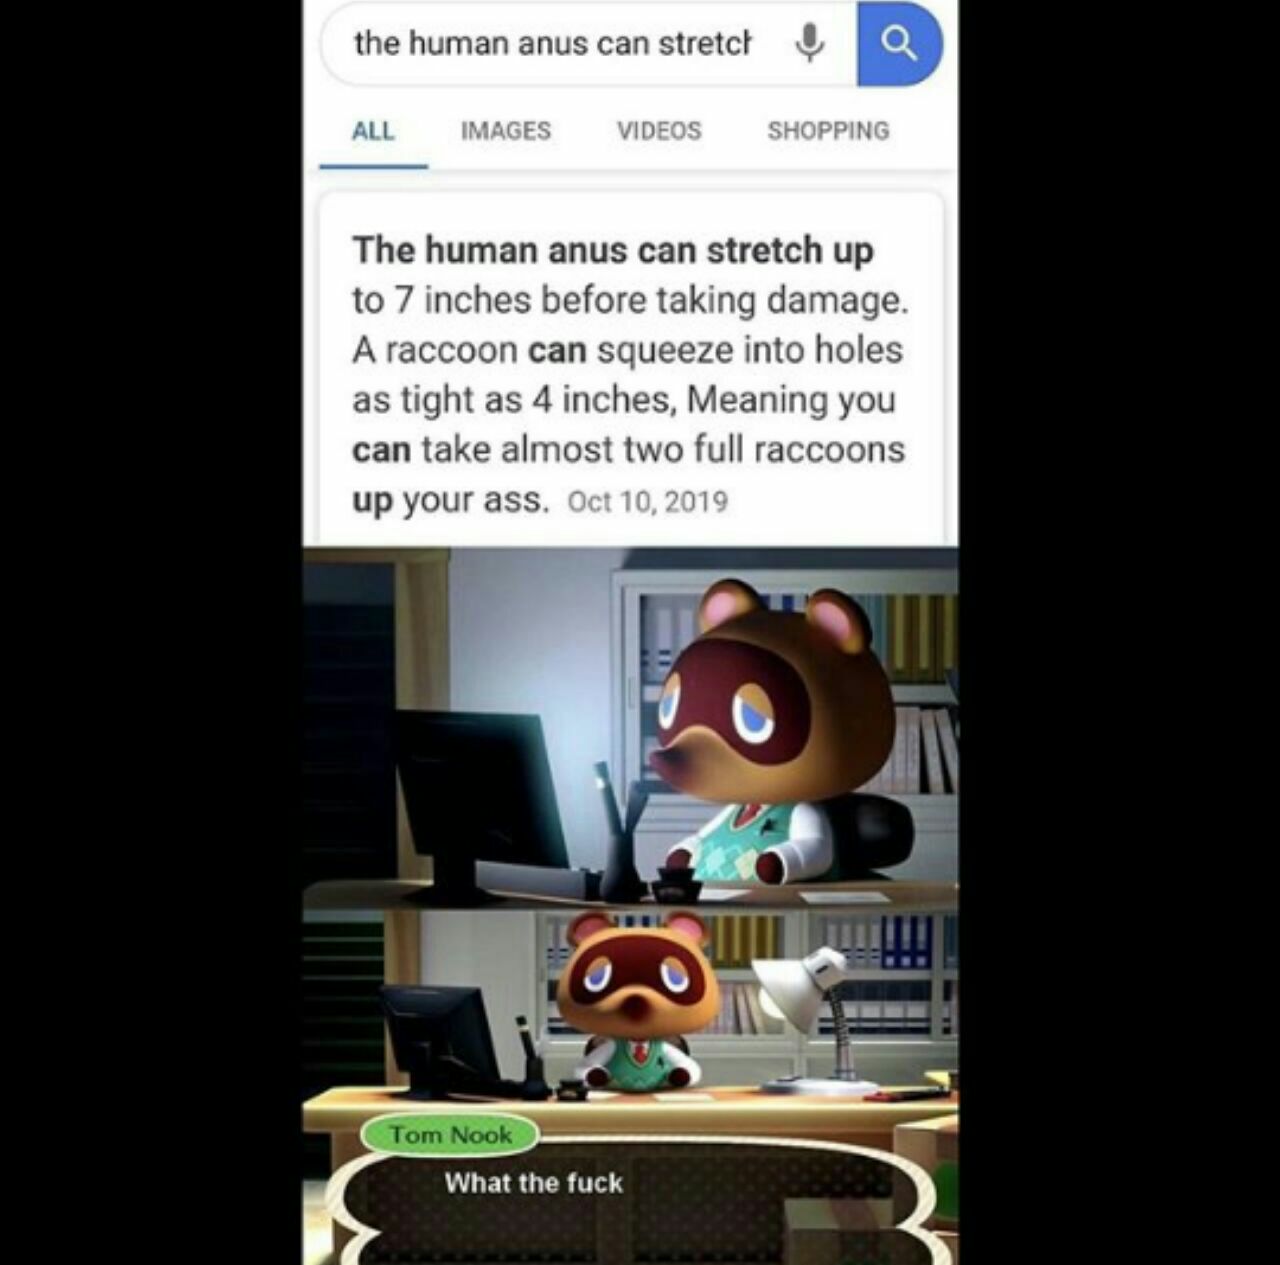 the human anus can stretch
ALL IMAGES VIDEOS SHOPPING
The human anus can stretch up
to 7 inches before taking damage.
A raccoon can squeeze into holes
as tight as 4 inches, Meaning you
can take almost two full raccoons
up your ass. Oct 10, 2019
Tom Nook
What the fuck